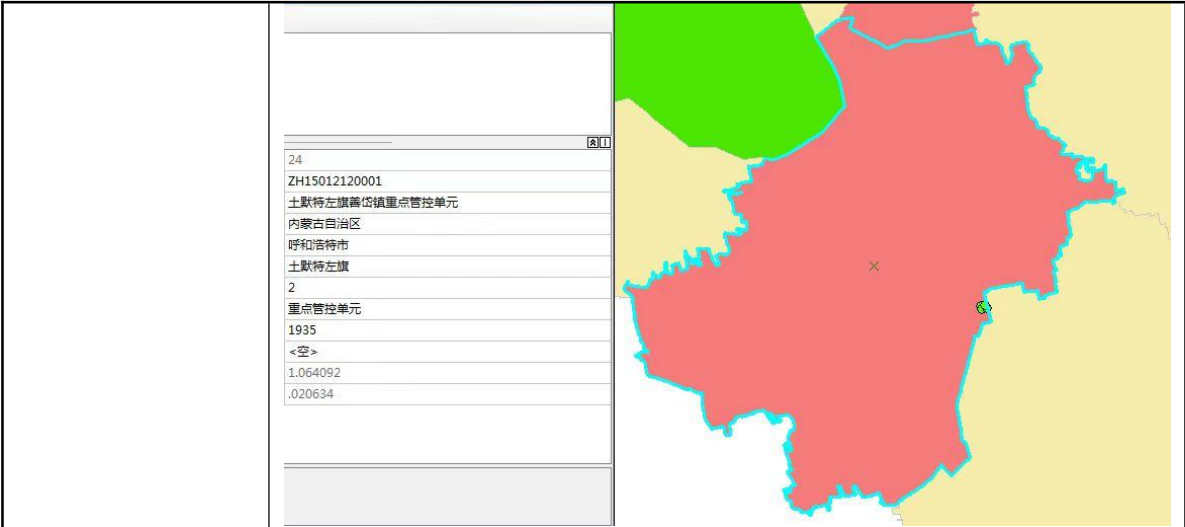 24
ZH15012120001
土默特左旗善岱镇重点管控单元
内蒙古自治区
呼和浩特市
土默特左旗
2
重点管控单元
1935
<空>
1.064092
.020634